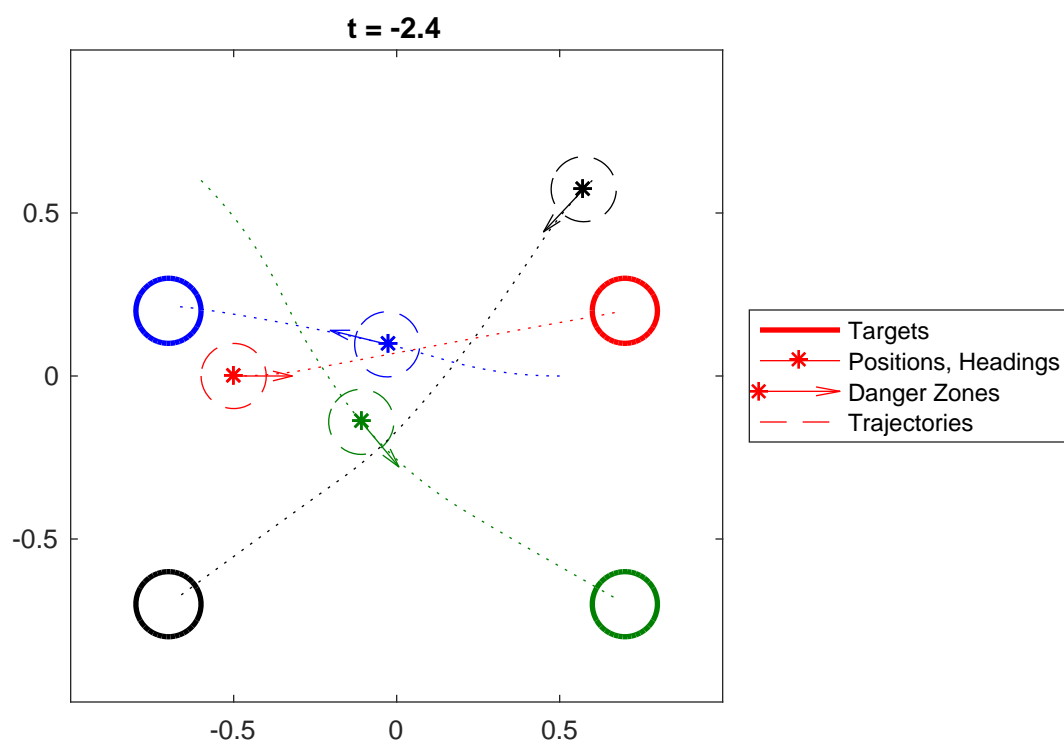 t = -2.4
0.5
0
-0.5
-0.5
0
0.5
Targets
Positions, Headings
Danger Zones
Trajectories